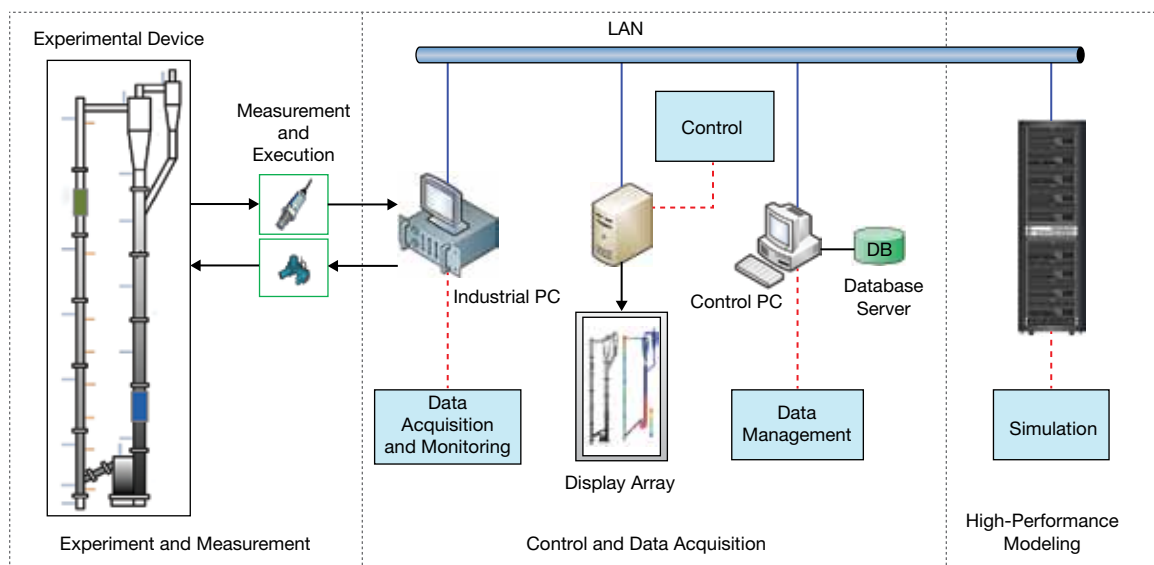 LAN
Experimental Device
Measurement
and
Execution
Control
Industrial PC
Control PC
DB
Database
Server
Data
Acquisition
and Monitoring
Display Array
Data
Management
Simulation
Experiment and Measurement
Control and Data Acquisition
High-Performance
Modeling